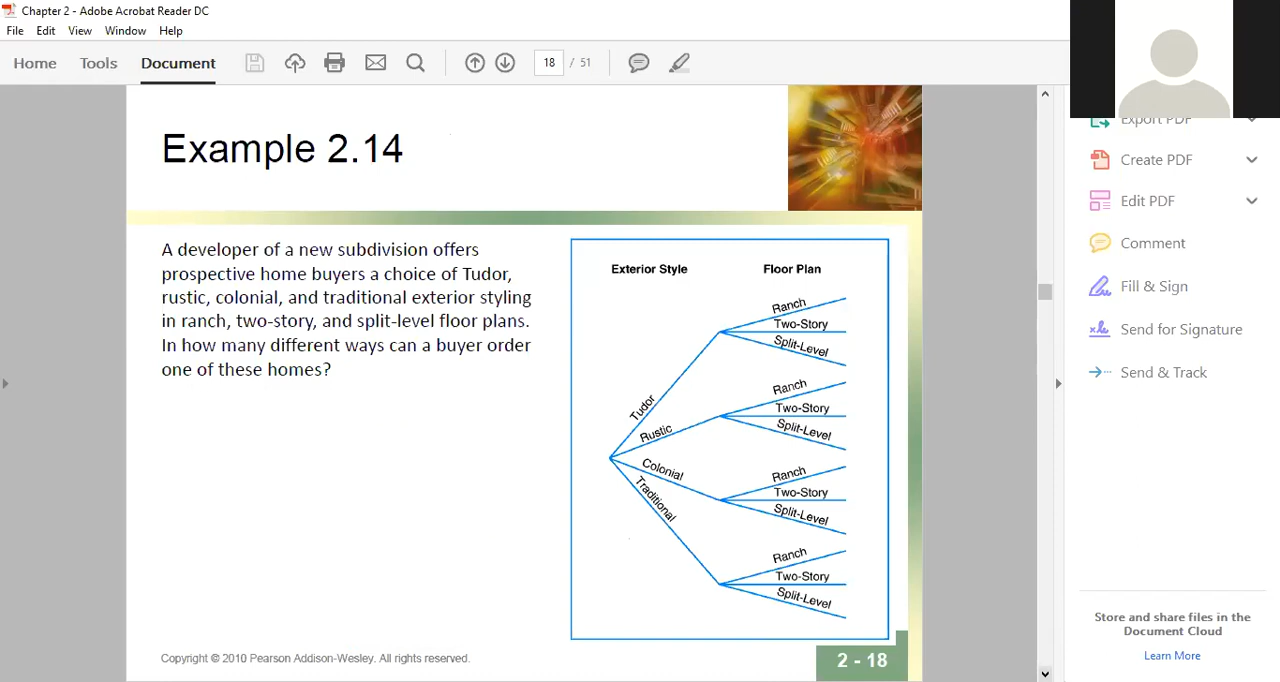 Chapter 2 - Adobe Acrobat Reader DC
File Edit View Window Help
Home Tools Document 18 / 51
Export PDF
Create PDF
Edit PDF
Comment
Fill & Sign
Send for Signature
Send & Track
Store and share files in the
Document Cloud
Learn More
Example 2.14
A developer of a new subdivision offers
prospective home buyers a choice of Tudor,
rustic, colonial, and traditional exterior styling
in ranch, two-story, and split-level floor plans.
In how many different ways can a buyer order
one of these homes?
Exterior Style Floor Plan
Tudor
Ranch
Two-Story
Split-Level
Rustic
Ranch
Two-Story
Split-Level
Colonial
Ranch
Two-Story
Split-Level
Traditional
Ranch
Two-Story
Split-Level
Copyright © 2010 Pearson Addison-Wesley. All rights reserved.
2 - 18